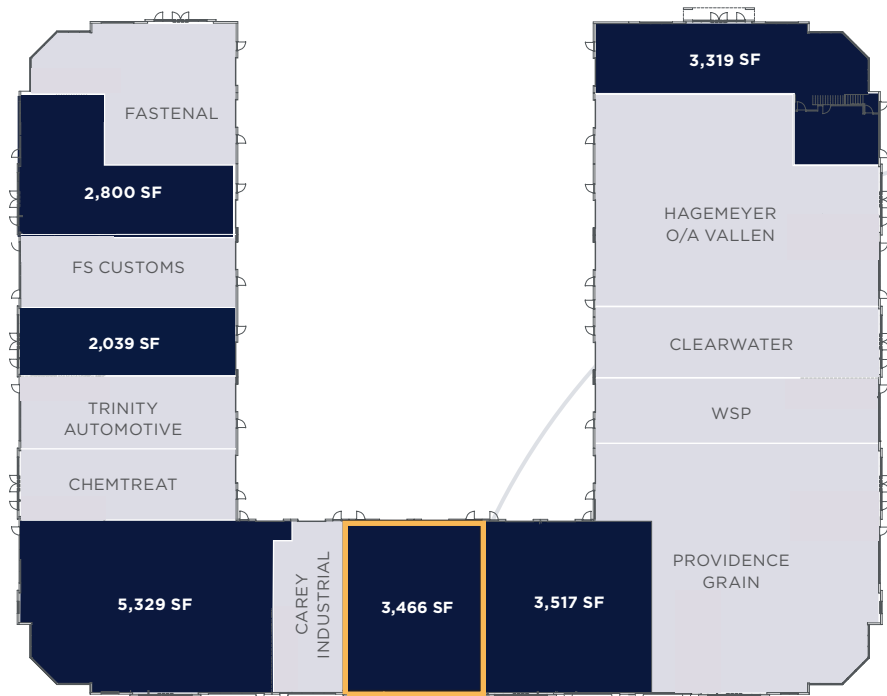 FASTENAL
2,800 SF
FS CUSTOMS
2,039 SF
TRINITY
AUTOMOTIVE
CHEMTREAT
5,329 SF
CAREY
INDUSTRIAL
3,466 SF
3,517 SF
3,319 SF
HAGEMEYER
O/A VALLEN
CLEARWATER
WSP
PROVIDENCE
GRAIN